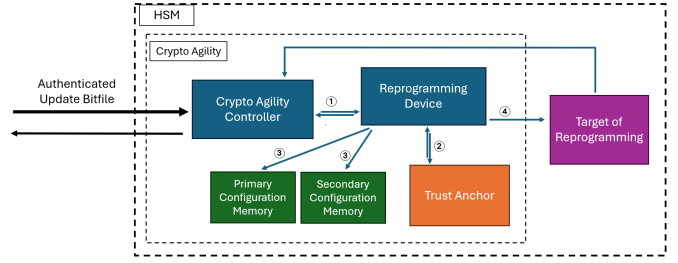 HSM
Crypto Agility
Authenticated
Update Bitfile
Crypto Agility
Controller
①
Reprogramming
Device
④
Target of
Reprogramming
③
③
②
Primary
Configuration
Memory
Secondary
Configuration
Memory
Trust Anchor